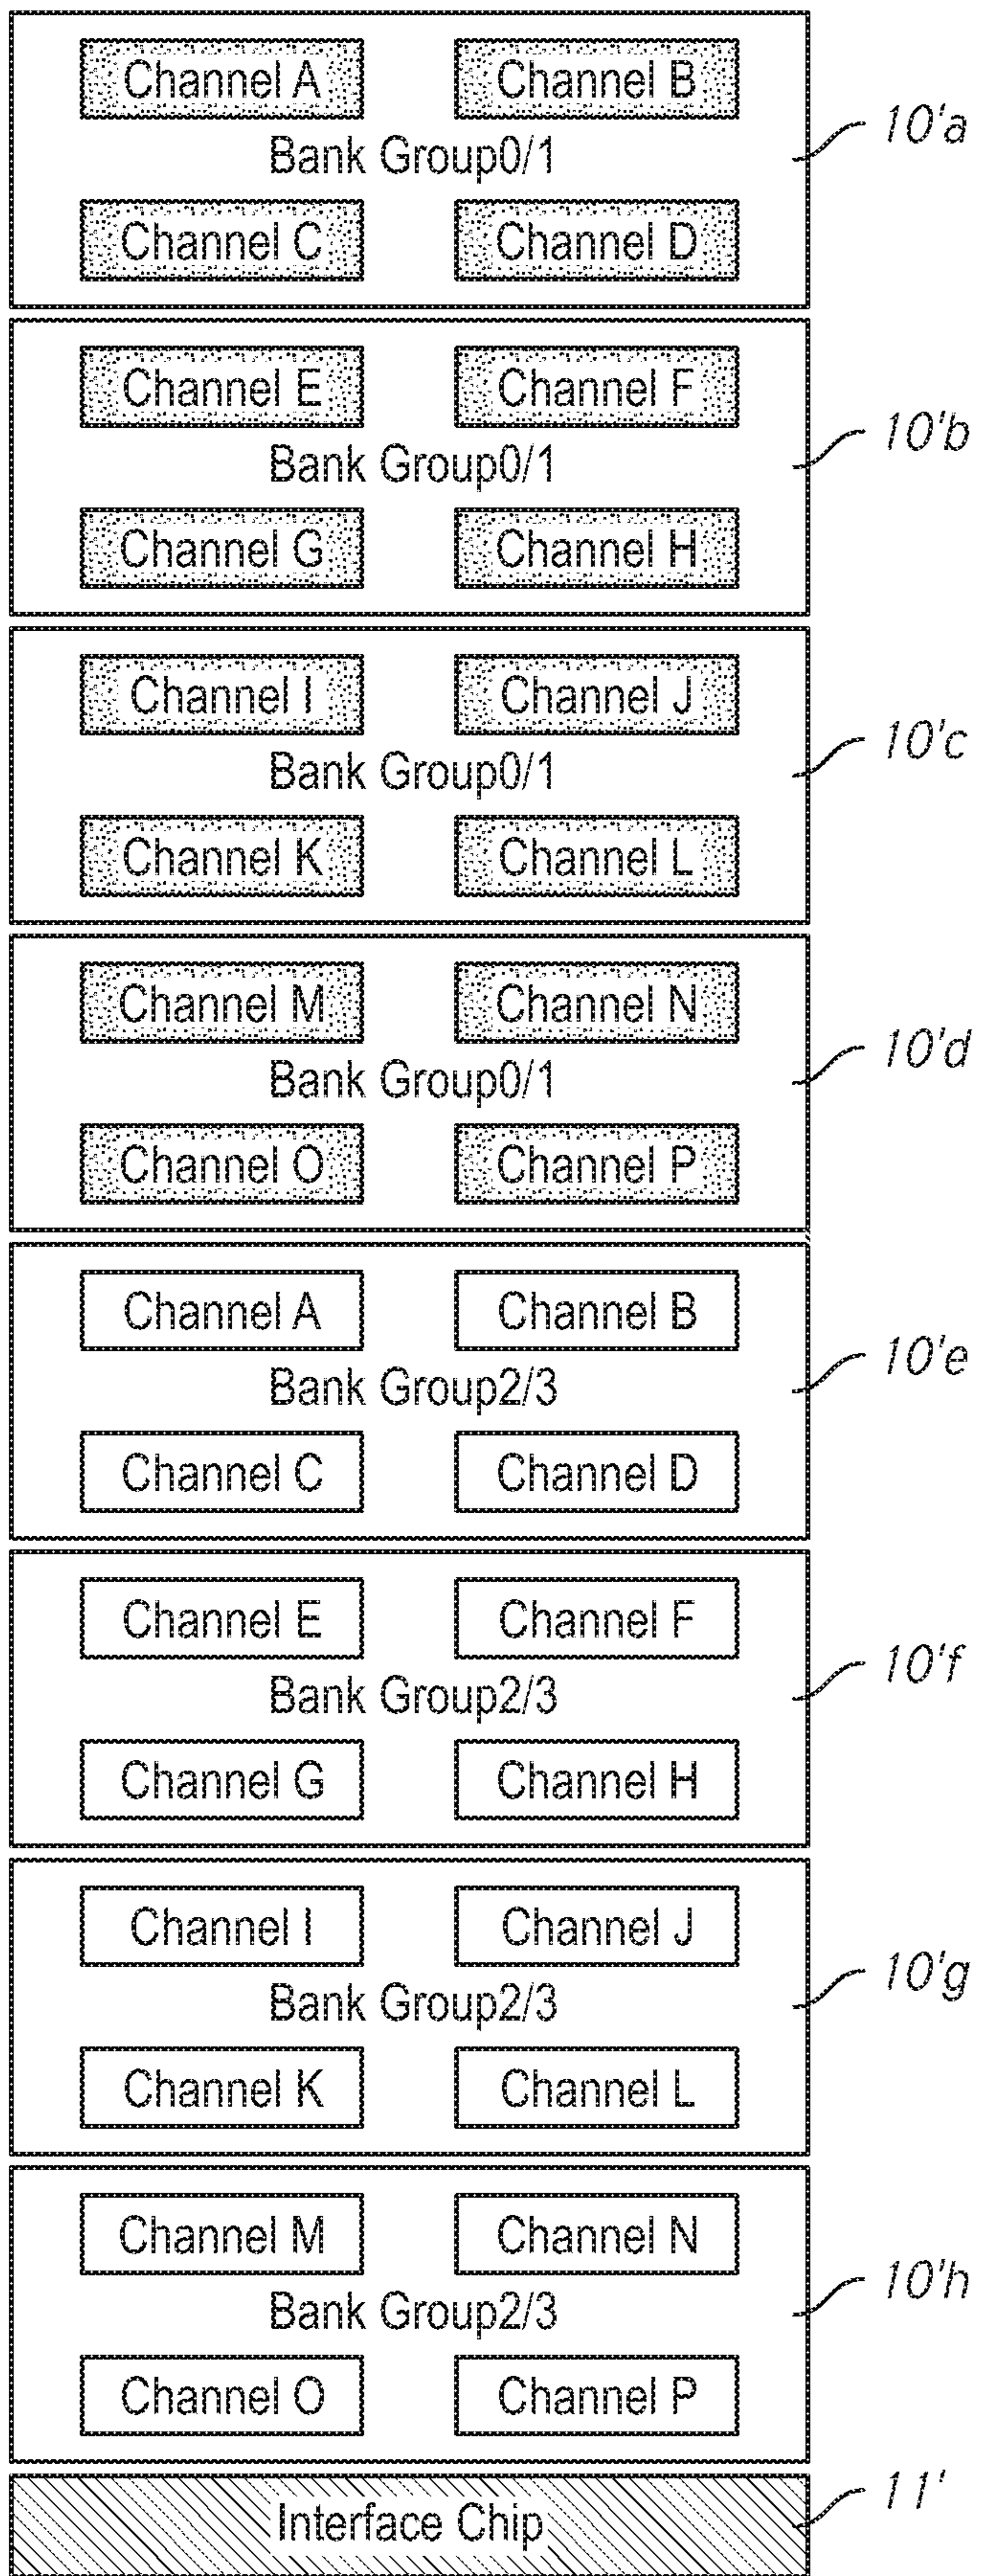 Channel A Channel B
Bank Group0/1 10'a
Channel C Channel D
Channel E Channel F
Bank Group0/1 10'b
Channel G Channel H
Channel I Channel J
Bank Group0/1 10'c
Channel K Channel L
Channel M Channel N
Bank Group0/1 10'd
Channel O Channel P
Channel A Channel B
Bank Group2/3 10'e
Channel C Channel D
Channel E Channel F
Bank Group2/3 10'f
Channel G Channel H
Channel I Channel J
Bank Group2/3 10'g
Channel K Channel L
Channel M Channel N
Bank Group2/3 10'h
Channel O Channel P
Interface Chip 11'